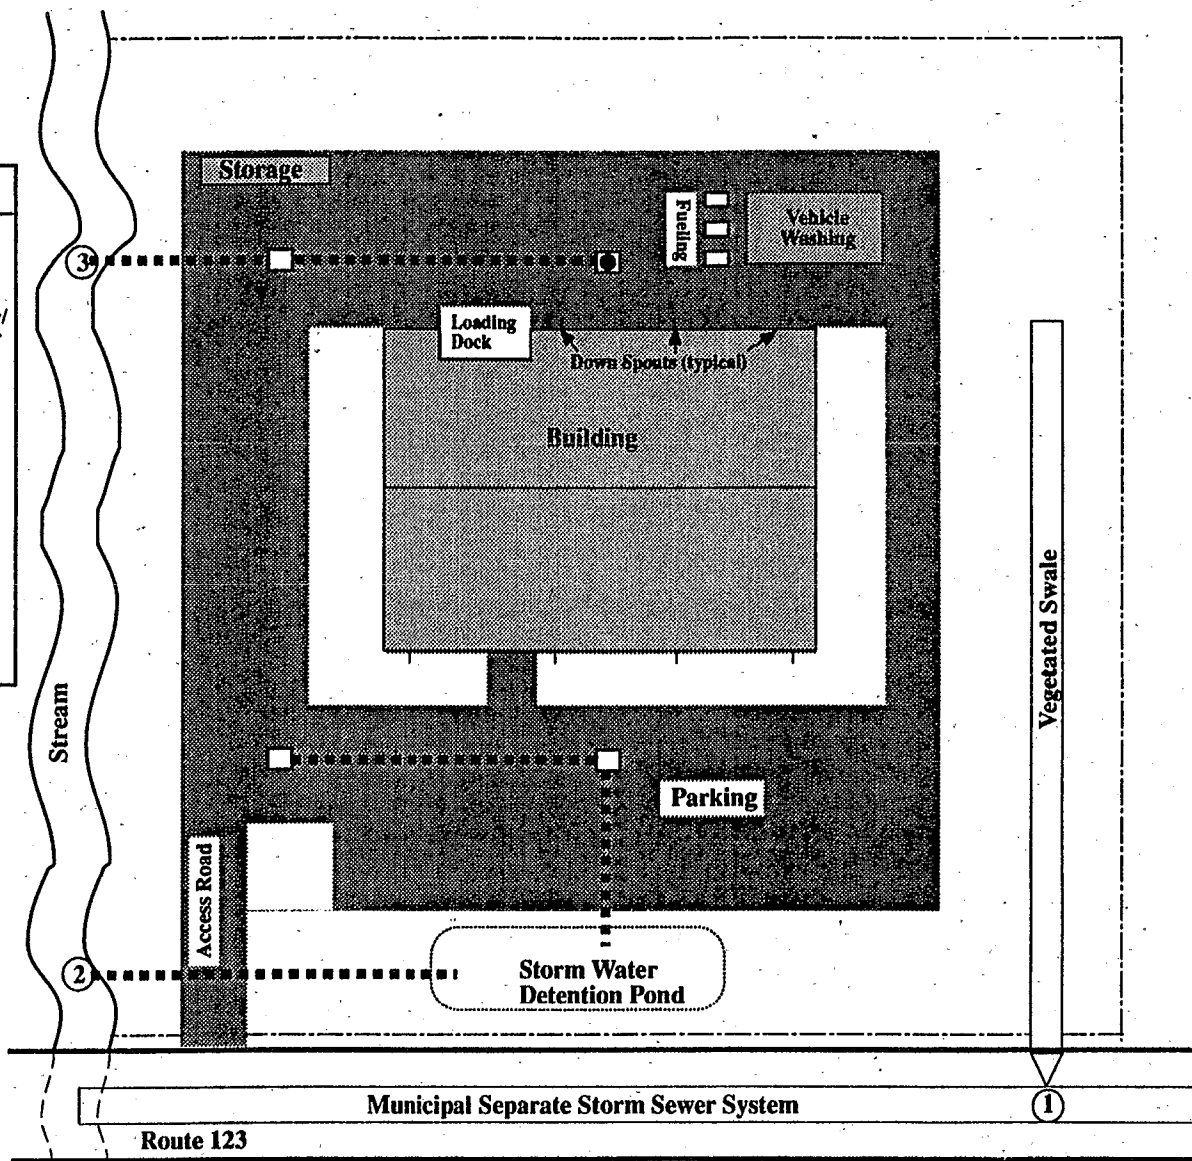 Storage
Fueling
Vehicle
Washing
3
Loading
Dock
Down Spouts (typical)
Building
Vegetated Swale
Stream
Parking
Access Road
2
Storm Water
Detention Pond
Municipal Separate Storm Sewer System
1
Route 123